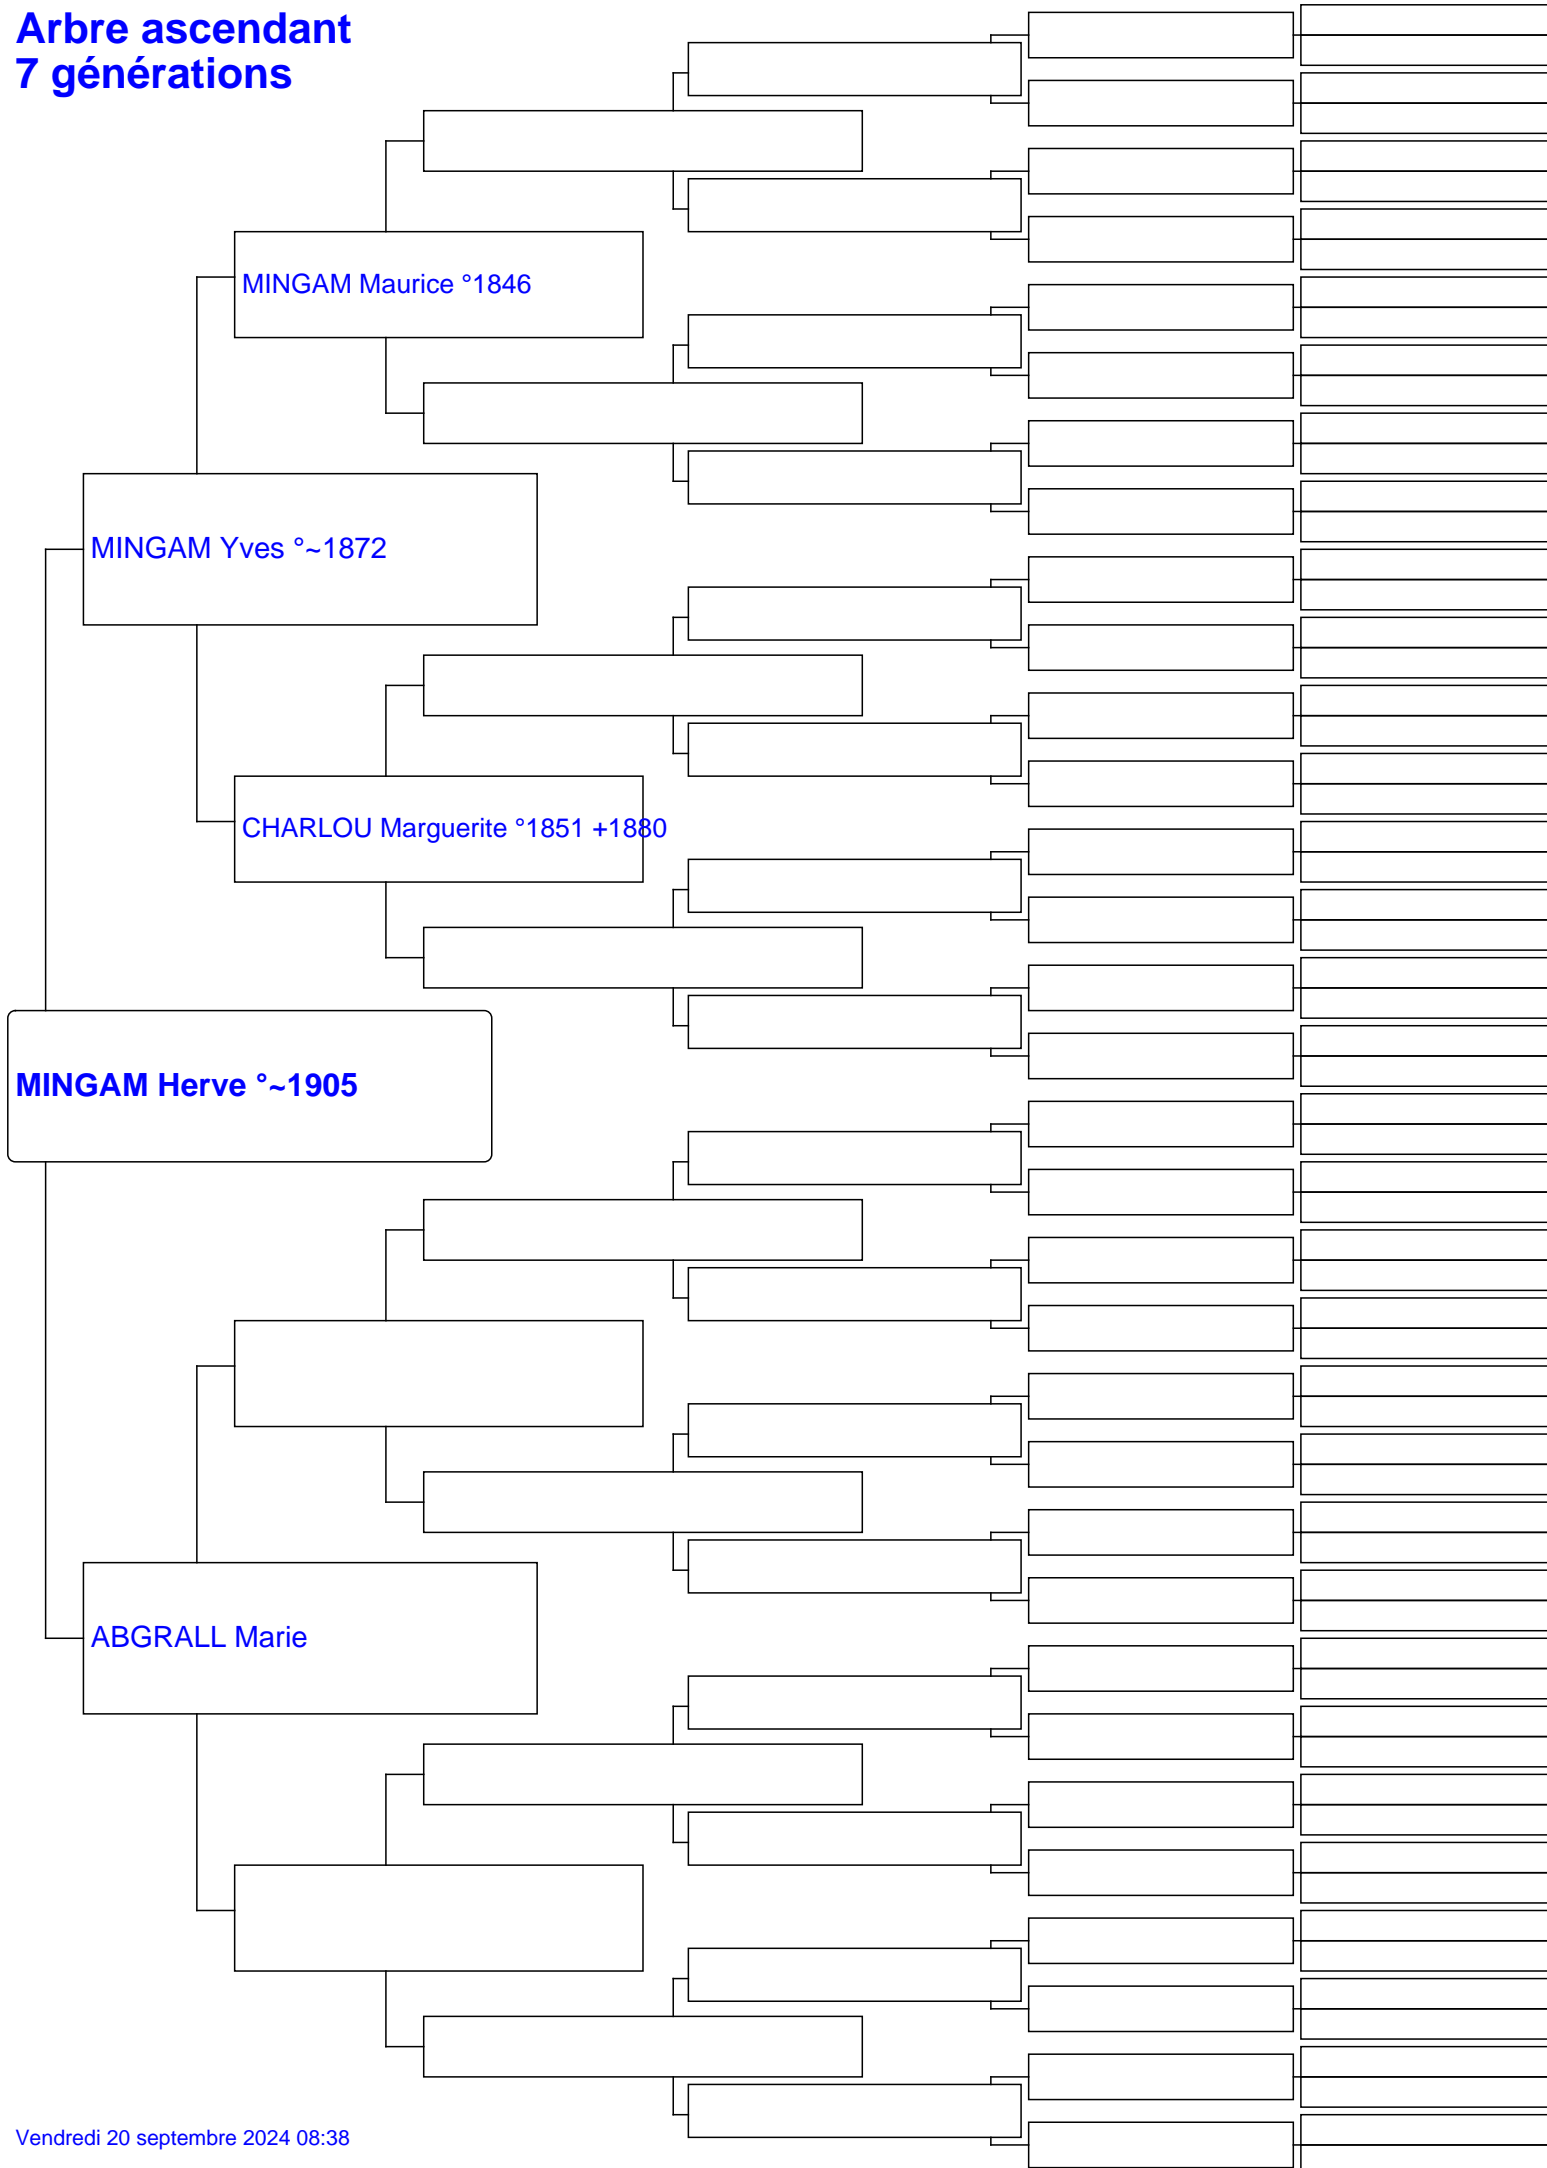 Arbre ascendant
7 générations
MINGAM Maurice °1846
MINGAM Yves °~1872
CHARLOU Marguerite °1851 +1880
MINGAM Herve °~1905
ABGRALL Marie
Vendredi 20 septembre 2024 08:38